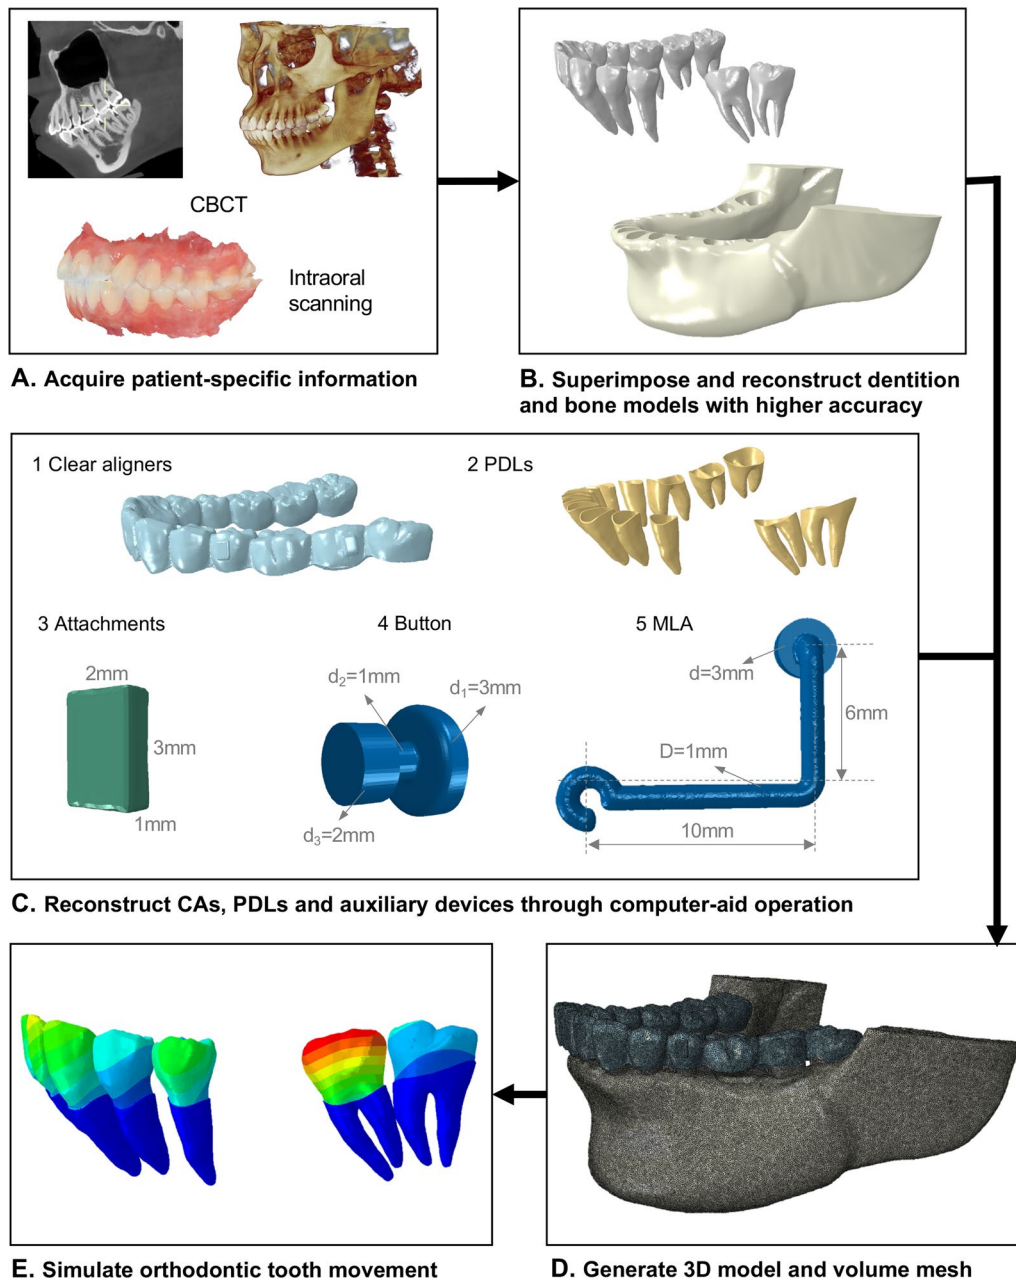 CBCT
Intraoral
scanning
A. Acquire patient-specific information
B. Superimpose and reconstruct dentition
and bone models with higher accuracy
1 Clear aligners
2 PDLs
3 Attachments
4 Button
5 MLA
2mm
3mm
1mm
d₂=1mm
d₁=3mm
d₃=2mm
d=3mm
6mm
D=1mm
10mm
C. Reconstruct CAs, PDLs and auxiliary devices through computer-aid operation
E. Simulate orthodontic tooth movement
D. Generate 3D model and volume mesh